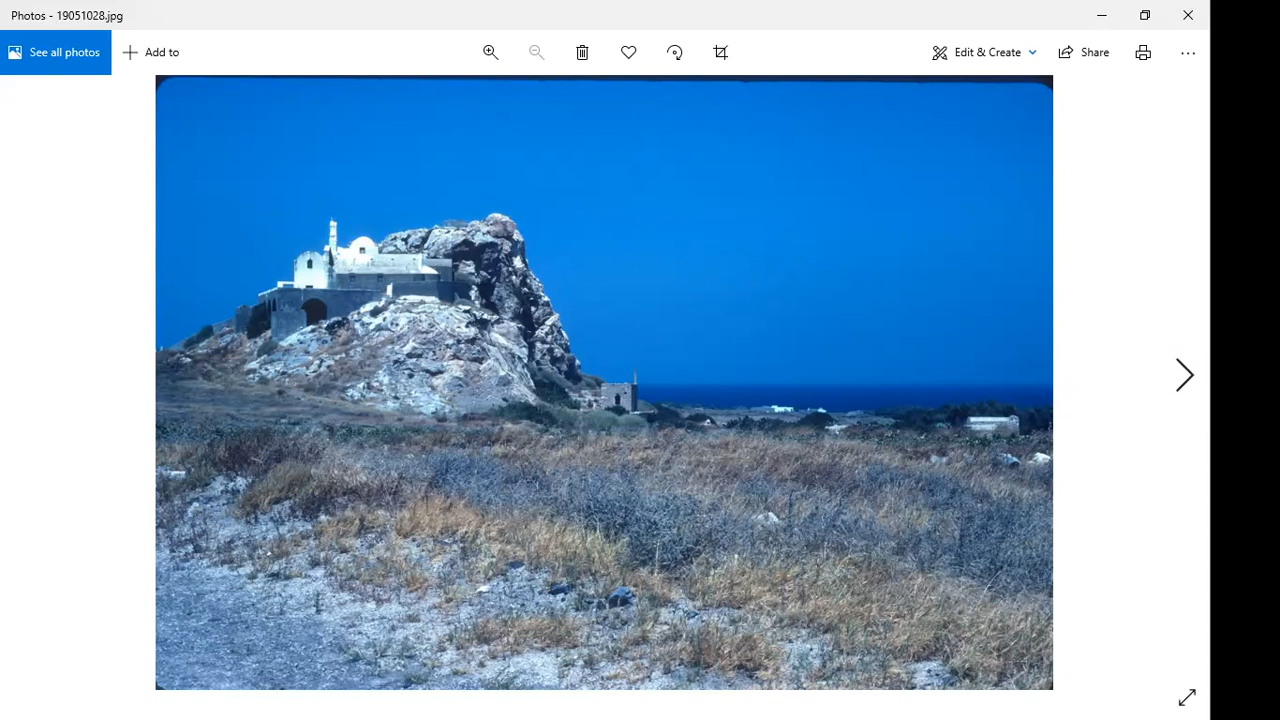 Photos - 19051028.jpg
See all photos
Add to
Edit & Create
Share